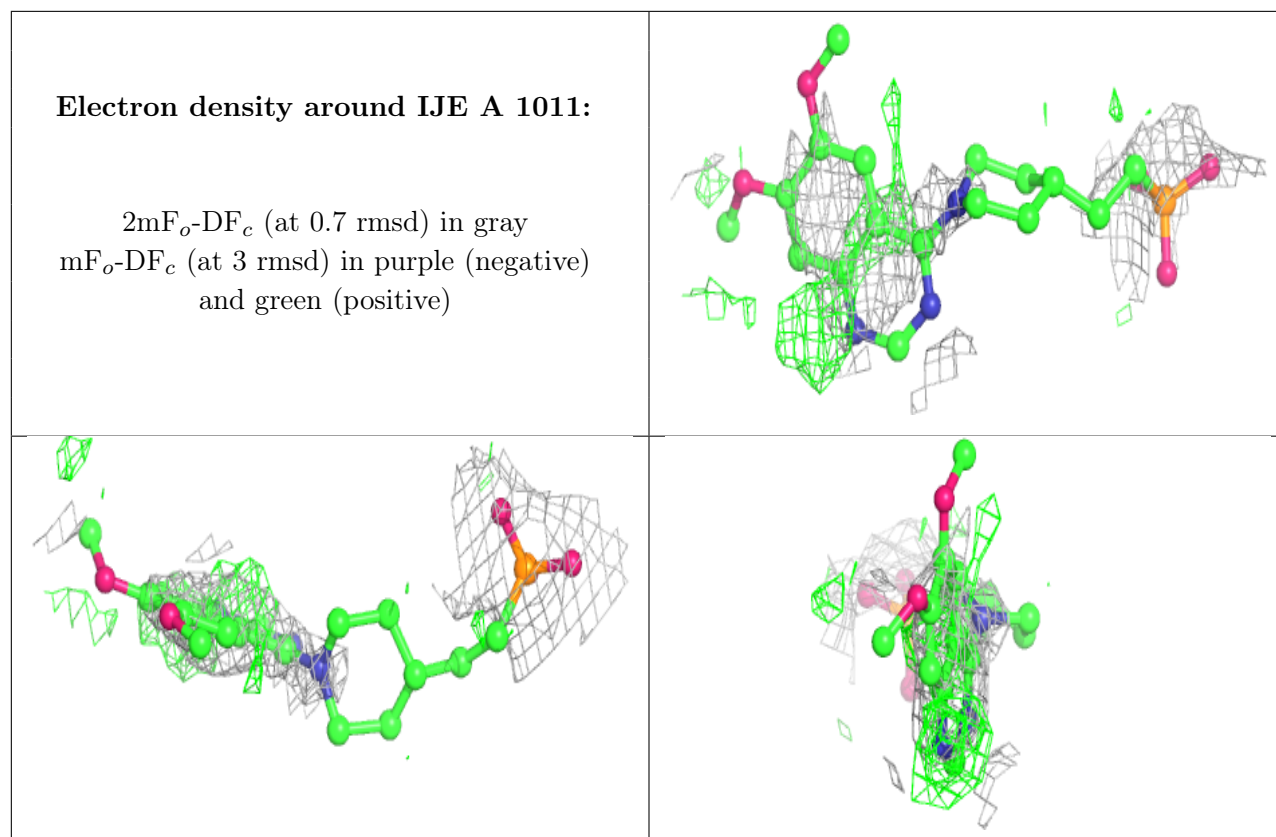 Electron density around IJE A 1011:
2mFo-DFc (at 0.7 rmsd) in gray
mFo-DFc (at 3 rmsd) in purple (negative)
and green (positive)